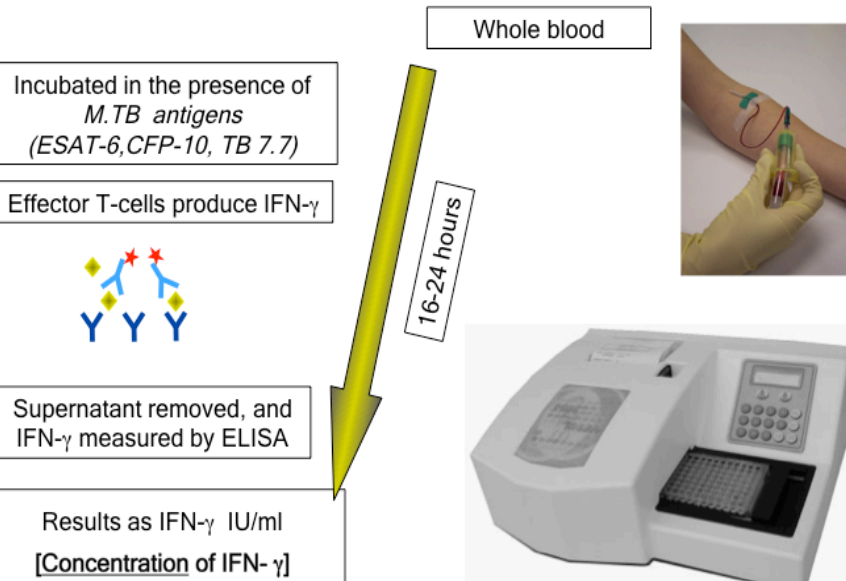 Whole blood
Incubated in the presence of
M.TB antigens
(ESAT-6,CFP-10, TB 7.7)
Effector T-cells produce IFN-γ
16-24 hours
Supernatant removed, and
IFN-γ measured by ELISA
Results as IFN-γ IU/ml
[Concentration of IFN- γ]